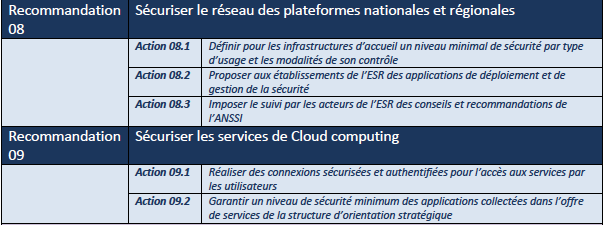 Recommandation Sécuriser le réseau des plateformes nationales et régionales
08
Action 08.1 Définir pour les infrastructures d'accueil un niveau minimal de sécurité par type
d'usage et les modalités de son contrôle
Action 08.2 Proposer aux établissements de l'ESR des applications de déploiement et de
gestion de la sécurité
Action 08.3 Imposer le suivi par les acteurs de l'ESR des conseils et recommandations de
l'ANSSI
Recommandation Sécuriser les services de Cloud computing
09
Action 09.1 Réaliser des connexions sécurisées et authentifiées pour l'accès aux services par
les utilisateurs
Action 09.2 Garantir un niveau de sécurité minimum des applications collectées dans l'offre
de services de la structure d'orientation stratégique